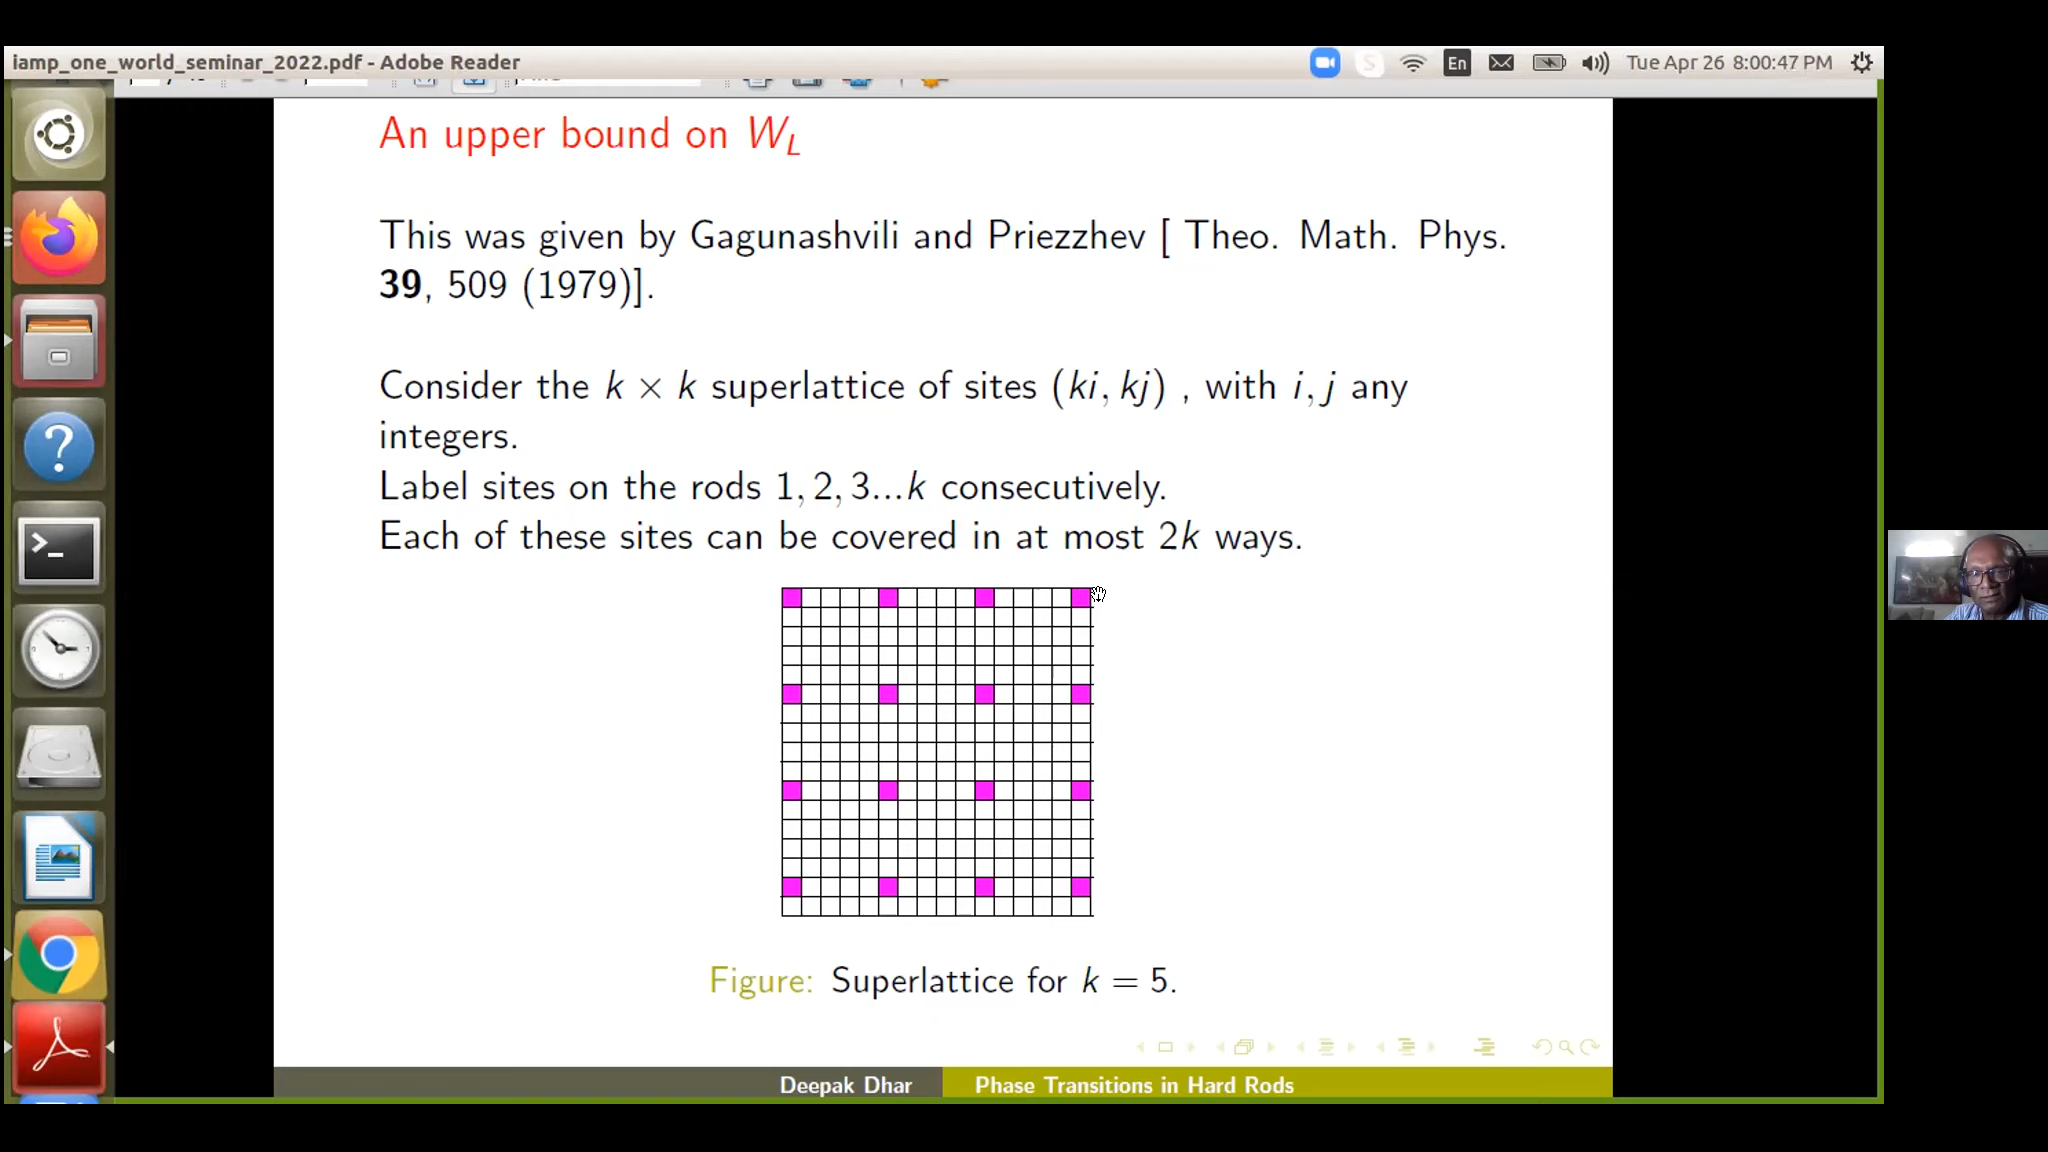 iamp_one_world_seminar_2022.pdf - Adobe Reader
En
Tue Apr 26 8:00:47 PM
An upper bound on W_L
This was given by Gagunashvili and Priezzhev [ Theo. Math. Phys.
39, 509 (1979)].
Consider the k × k superlattice of sites (ki, kj) , with i, j any
integers.
Label sites on the rods 1, 2, 3...k consecutively.
Each of these sites can be covered in at most 2k ways.
Figure: Superlattice for k = 5.
Deepak Dhar
Phase Transitions in Hard Rods